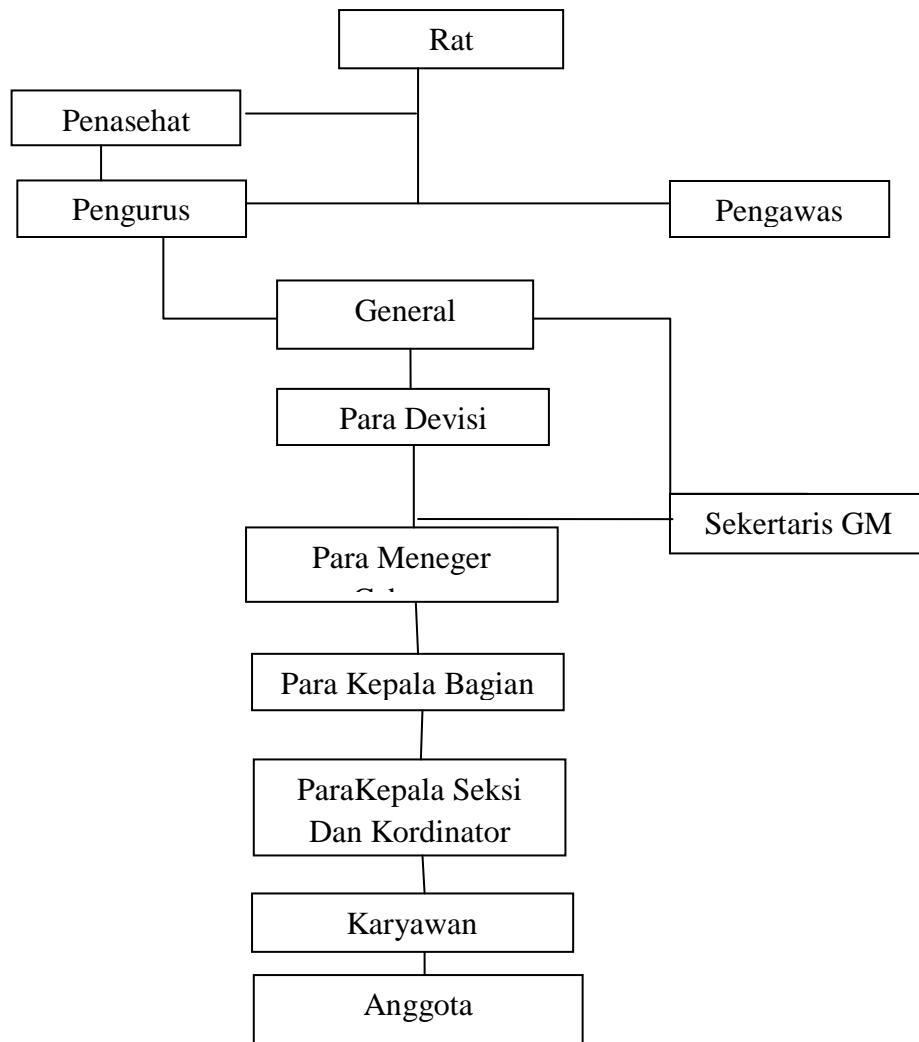 Rat
Penasehat
Pengurus
Pengawas
General
Para Devisi
Sekertaris GM
Para Meneger
Para Kepala Bagian
ParaKepala Seksi
Dan Kordinator
Karyawan
Anggota